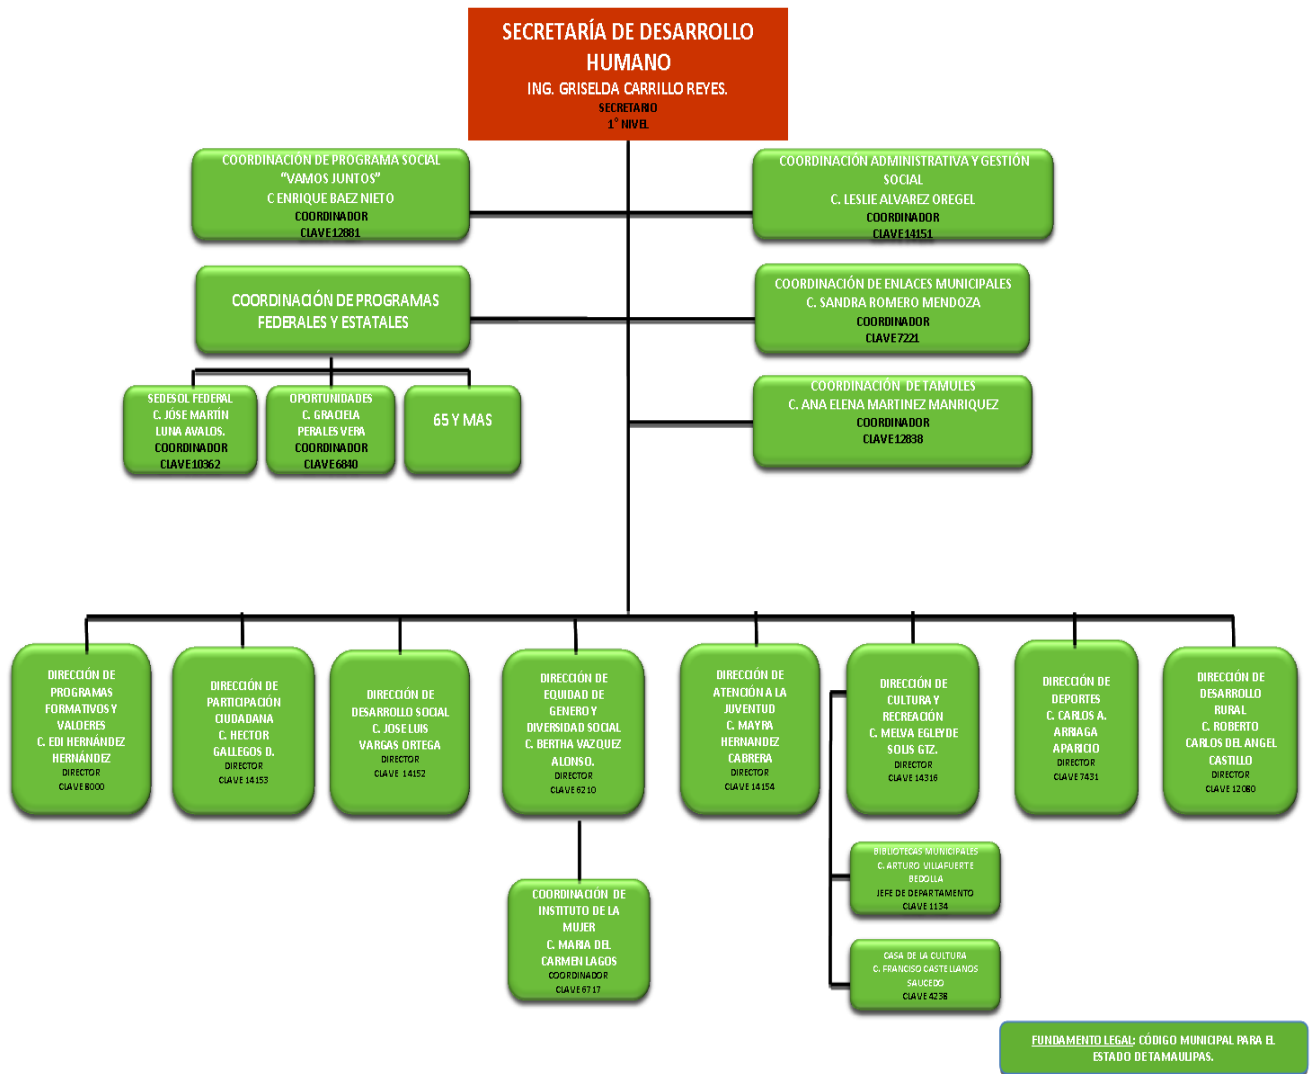 SECRETARÍA DE DESARROLLO
HUMANO
ING. GRISELDA CARRILLO REYES.
SECRETARIO
1° NIVEL
COORDINACIÓN DE PROGRAMA SOCIAL
"VAMOS JUNTOS"
C ENRIQUE BAEZ NIETO
COORDINADOR
CLAVE 12881
COORDINACIÓN ADMINISTRATIVA Y GESTIÓN
SOCIAL
C. LESLIE ALVAREZ OREGEL
COORDINADOR
CLAVE 14151
COORDINACIÓN DE PROGRAMAS
FEDERALES Y ESTATALES
COORDINACIÓN DE ENLACES MUNICIPALES
C. SANDRA ROMERO MENDOZA
COORDINADOR
CLAVE 7221
SEDESOL FEDERAL
C. JÓSE MARTÍN
LUNA AVALOS.
COORDINADOR
CLAVE 10362
OPORTUNIDADES
C. GRACIELA
PERALES VERA
COORDINADOR
CLAVE 6840
65 Y MAS
COORDINACIÓN DE TAMULES
C. ANA ELENA MARTINEZ MANRIQUEZ
COORDINADOR
CLAVE 12838
DIRECCIÓN DE
PROGRAMAS
FORMATIVOS Y
VALOERES
C. EDI HERNÁNDEZ
HERNÁNDEZ
DIRECTOR
CLAVE 8000
DIRECCIÓN DE
PARTICIPACIÓN
CIUDADANA
C. HECTOR
GALLEGOS D.
DIRECTOR
CLAVE 14153
DIRECCIÓN DE
DESARROLLO SOCIAL
C. JOSE LUIS
VARGAS ORTEGA
DIRECTOR
CLAVE 14152
DIRECCIÓN DE
EQUIDAD DE
GENERO Y
DIVERSIDAD SOCIAL
C. BERTHA VAZQUEZ
ALONSO.
DIRECTOR
CLAVE 6210
DIRECCIÓN DE
ATENCIÓN A LA
JUVENTUD
C. MAYRA
HERNANDEZ
CABRERA
DIRECTOR
CLAVE 14154
DIRECCIÓN DE
CULTURA Y
RECREACIÓN
C. MELVA EGLEYDE
SOLIS GTZ.
DIRECTOR
CLAVE 14316
DIRECCIÓN DE
DEPORTES
C. CARLOS A.
ARRIAGA
APARICIO
DIRECTOR
CLAVE 7431
DIRECCIÓN DE
DESARROLLO
RURAL
C. ROBERTO
CARLOS DEL ANGEL
CASTILLO
DIRECTOR
CLAVE 12080
COORDINACIÓN DE
INSTITUTO DE LA
MUJER
C. MARIA DEL
CARMEN LAGOS
COORDINADOR
CLAVE 6717
BIBLIOTECAS MUNICIPALES
C. ARTURO VILLAFUERTE
BEDOLLA
JEFE DE DEPARTAMENTO
CLAVE 1134
CASA DE LA CULTURA
C. FRANCISO CASTELLANOS
SAUCEDO
CLAVE 4238
FUNDAMENTO LEGAL: CÓDIGO MUNICIPAL PARA EL
ESTADO DE TAMAULIPAS.